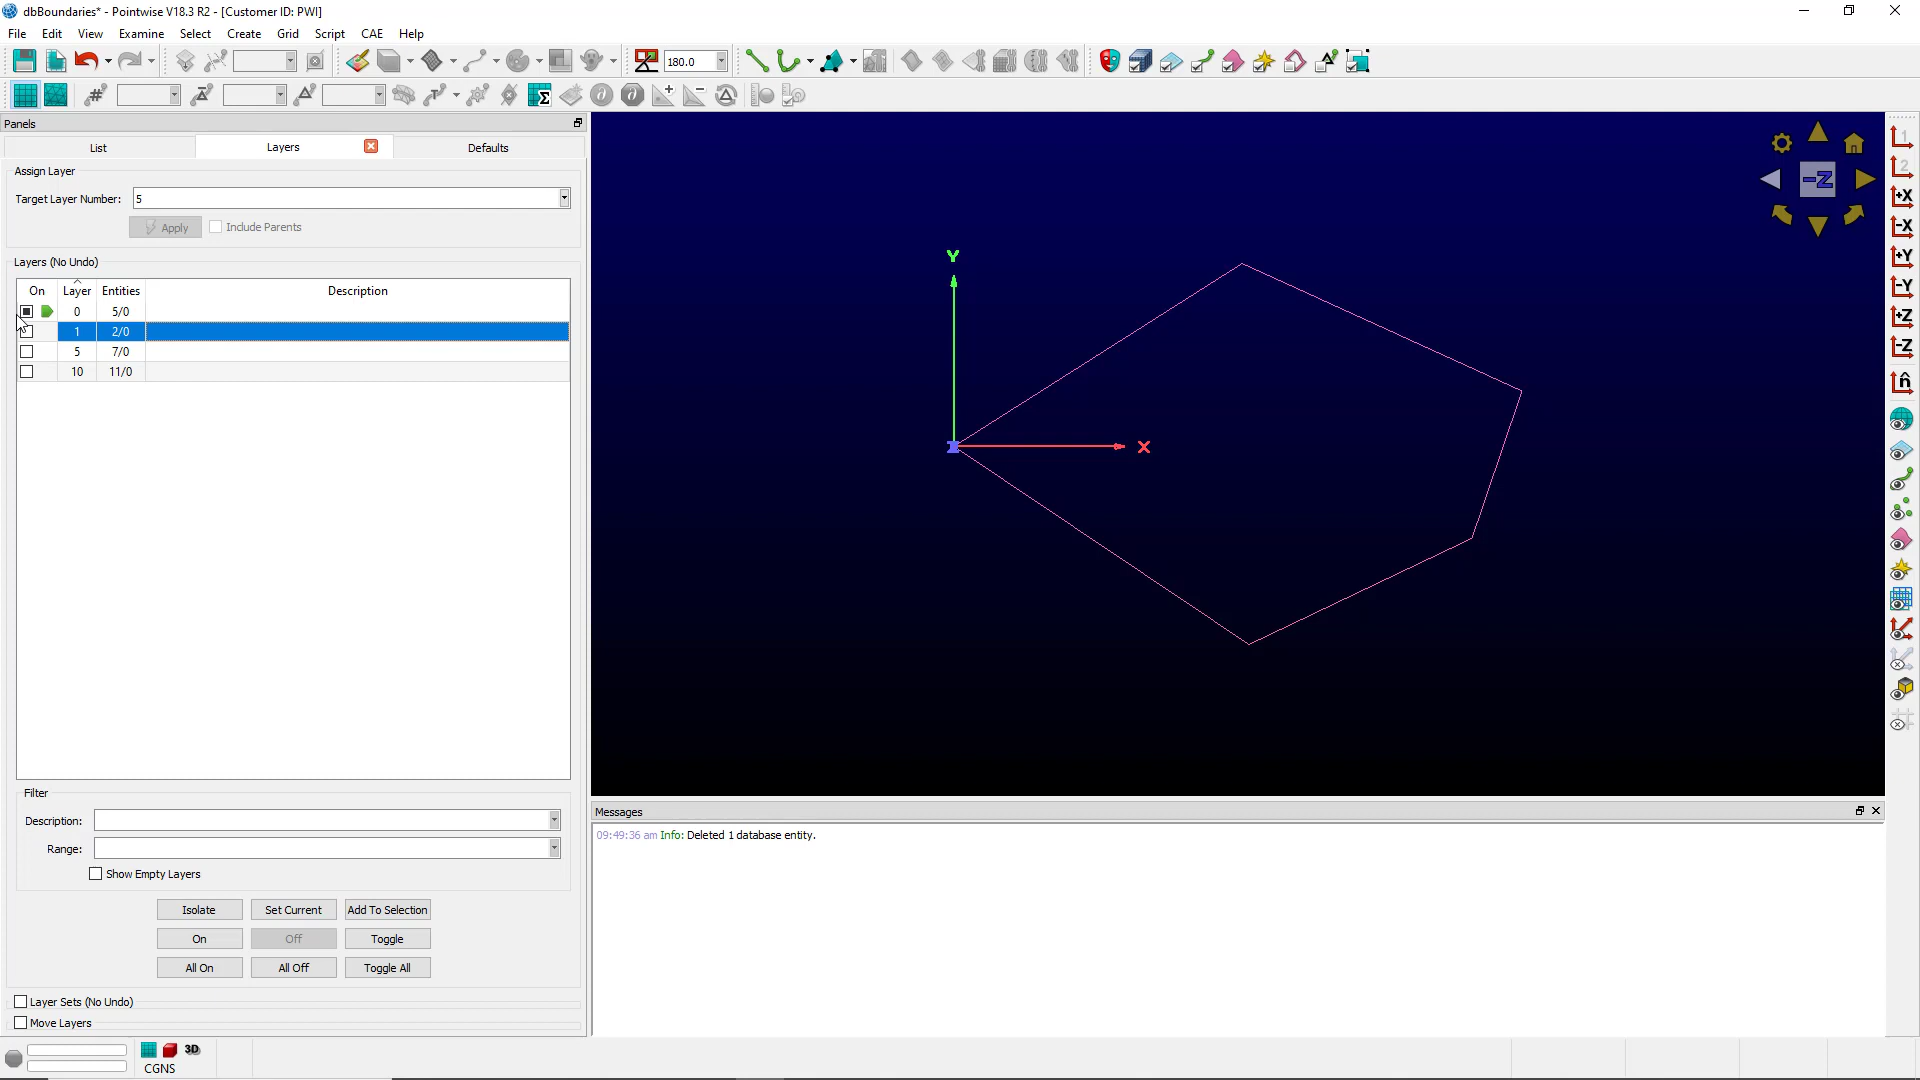 dbBoundaries* - Pointwise V18.3 R2 - [Customer ID: PWI]
File Edit View Examine Select Create Grid Script CAE Help
180.0
Panels
List Layers Defaults
Assign Layer
Target Layer Number: 5
Apply Include Parents
Layers (No Undo)
On Layer Entities Description
0 5/0
1 2/0
5 7/0
10 11/0
Filter
Description:
Range:
Show Empty Layers
Isolate Set Current Add To Selection
On Off Toggle
All On All Off Toggle All
Layer Sets (No Undo)
Move Layers
CGNS
3D
Y
X
-Z
1
2
+X
-X
+Y
-Y
+Z
-Z
n̂
Messages
09:49:36 am Info: Deleted 1 database entity.